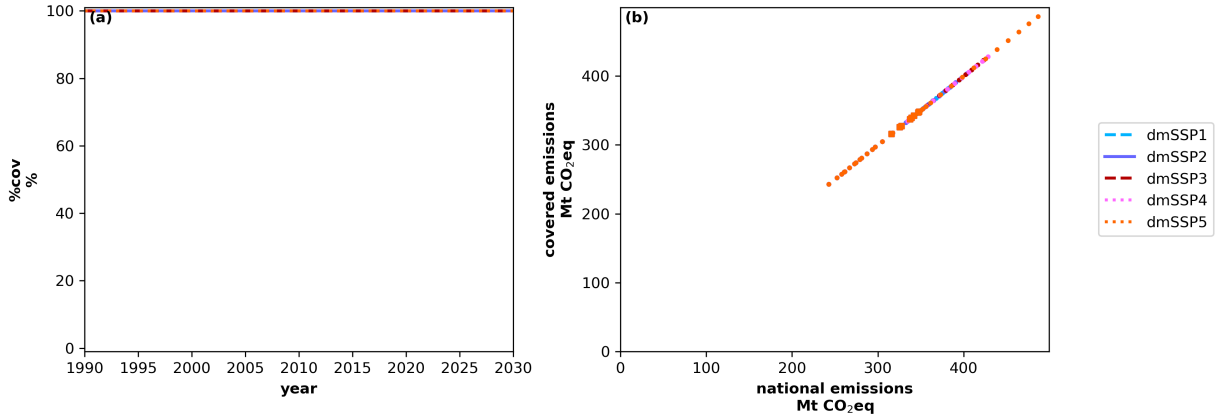 (a)
100
80
60
40
20
0
%cov
%
1990 1995 2000 2005 2010 2015 2020 2025 2030
year
(b)
400
300
200
100
0
covered emissions
Mt CO₂eq
0 100 200 300 400
national emissions
Mt CO₂eq
dmSSP1
dmSSP2
dmSSP3
dmSSP4
dmSSP5